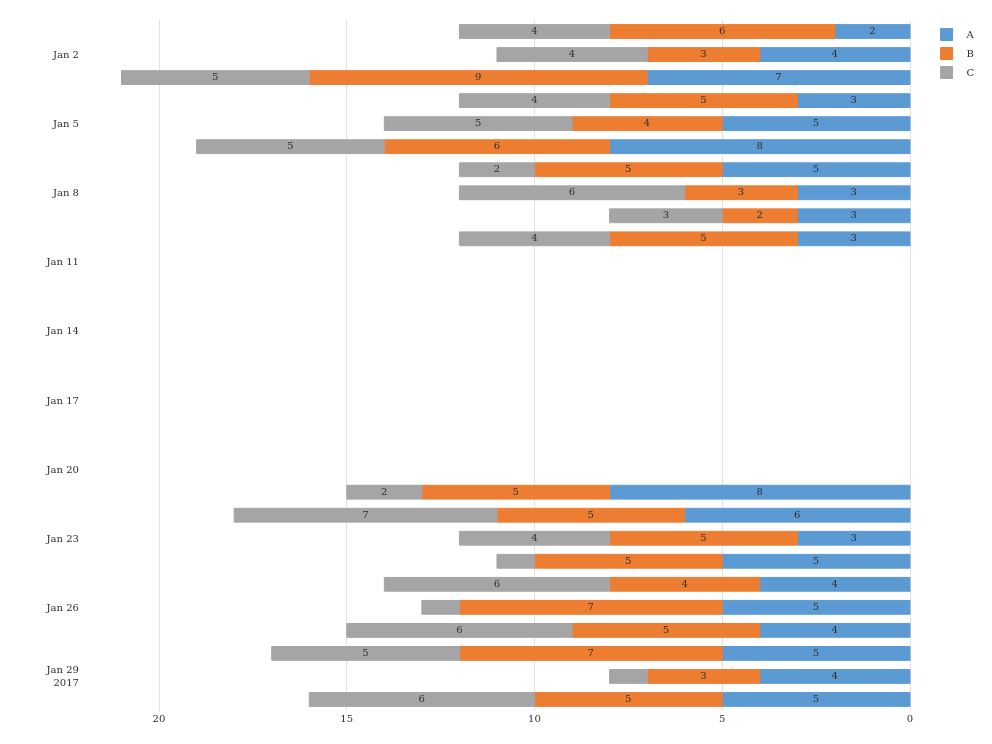 4 6 2 A
Jan 2 4 3 4 B
5 9 7 C
4 5 3
Jan 5 5 4 5
5 6 8
2 5 5
Jan 8 6 3 3
3 2 3
4 5 3
Jan 11
Jan 14
Jan 17
Jan 20
2 5 8
7 5 6
Jan 23 4 5 3
5 5
6 4 4
Jan 26 7 5
6 5 4
5 7 5
Jan 29 3 4
2017
6 5 5
20 15 10 5 0